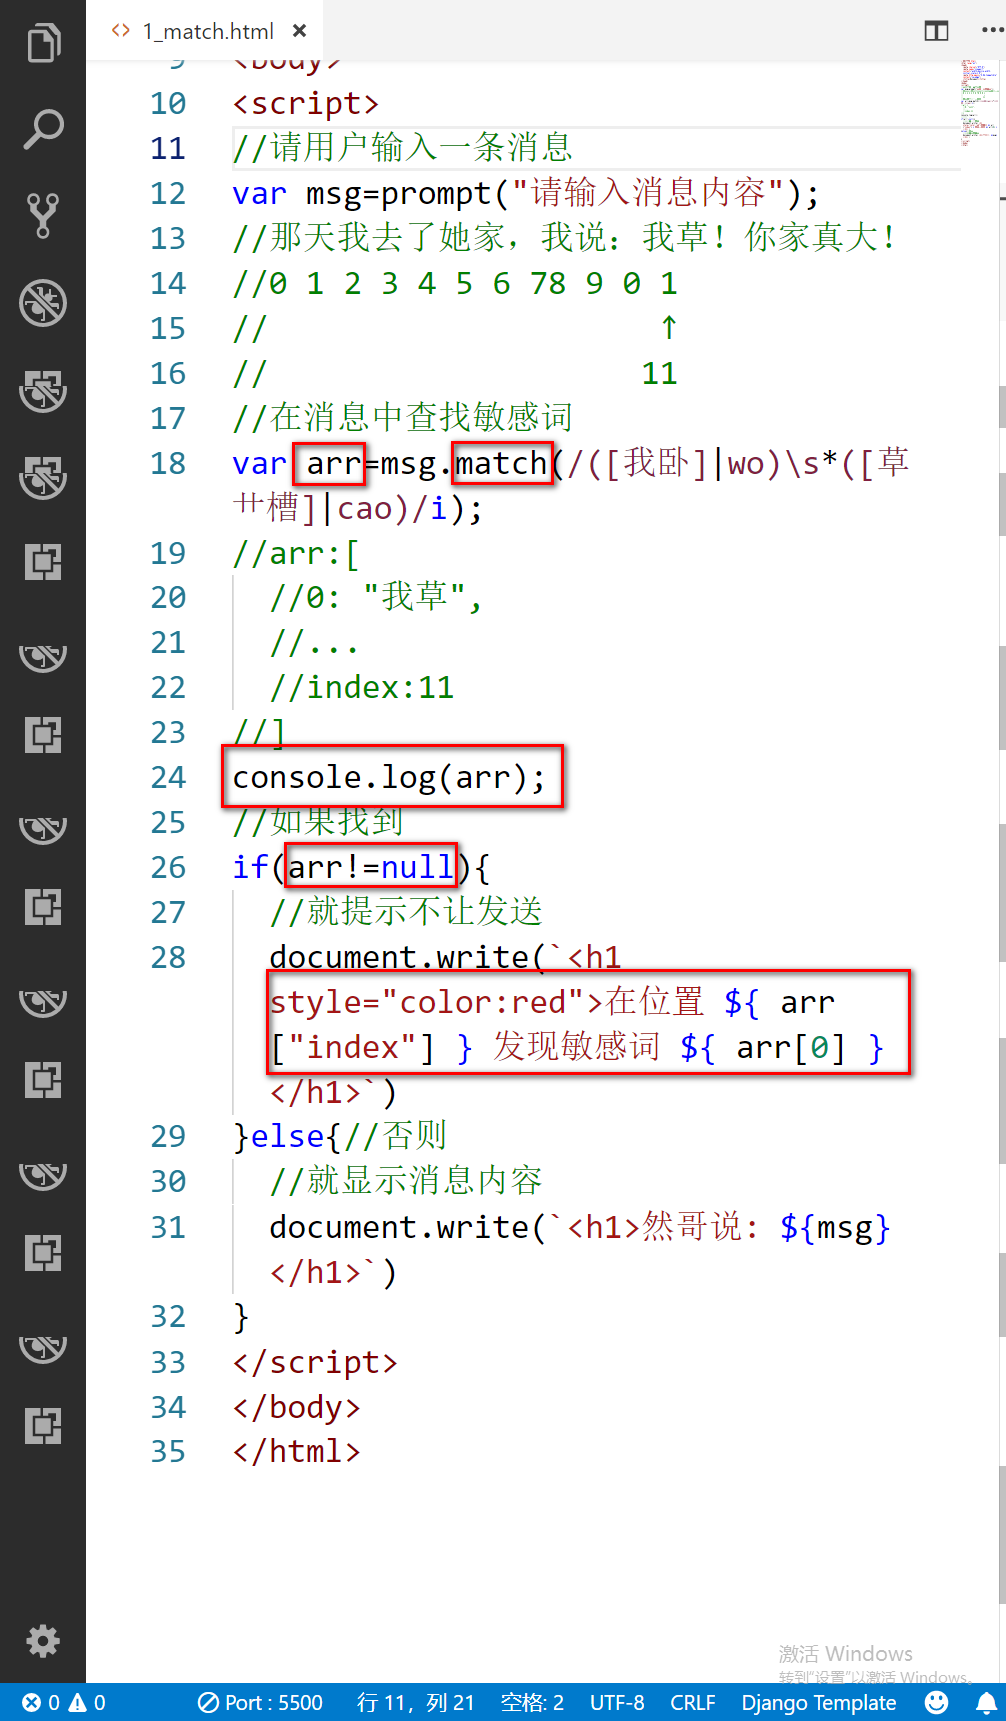 1_match.html
9 <body>
10 <script>
11 //请用户输入一条消息
12 var msg=prompt("请输入消息内容");
13 //那天我去了她家，我说：我草！你家真大！
14 //0 1 2 3 4 5 6 78 9 0 1
15 // ↑
16 // 11
17 //在消息中查找敏感词
18 var arr=msg.match(/([我卧]|wo)\s*([草
艹槽]|cao)/i);
19 //arr:[
20 //0: "我草",
21 //...
22 //index:11
23 //]
24 console.log(arr);
25 //如果找到
26 if(arr!=null){
27 //就提示不让发送
28 document.write(`<h1
style="color:red">在位置 ${ arr
["index"] } 发现敏感词 ${ arr[0] }
</h1>`)
29 }else{//否则
30 //就显示消息内容
31 document.write(`<h1>然哥说: ${msg}
</h1>`)
32 }
33 </script>
34 </body>
35 </html>
激活 Windows
转到“设置”以激活 Windows。
0 0 Port : 5500 行 11，列 21 空格: 2 UTF-8 CRLF Django Template